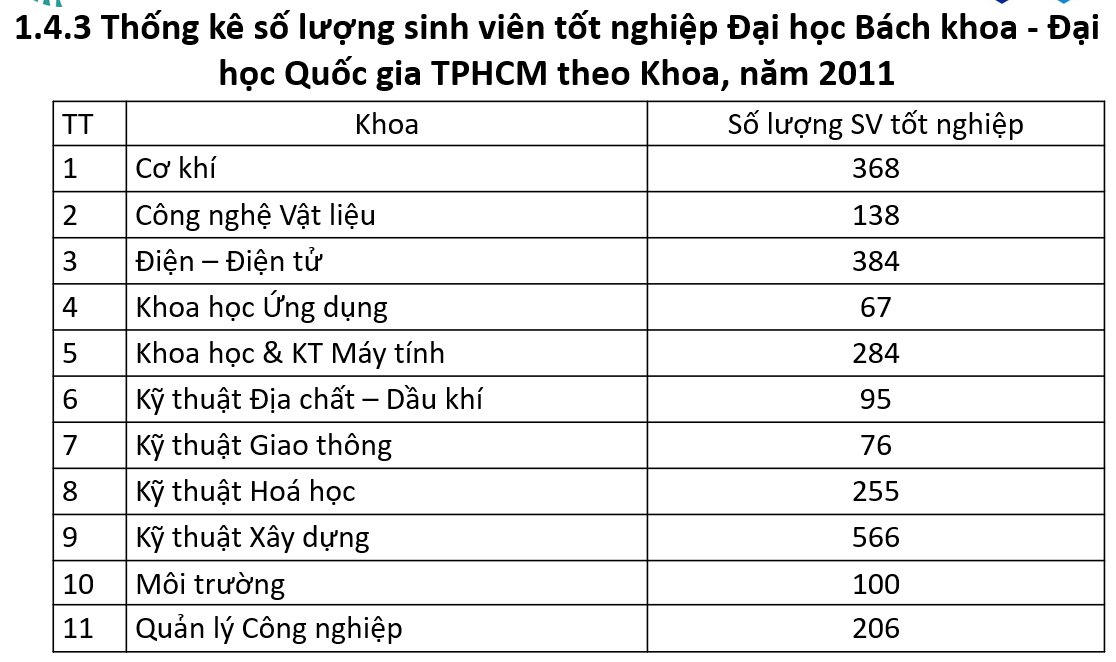 1.4.3 Thống kê số lượng sinh viên tốt nghiệp Đại học Bách khoa - Đại
học Quốc gia TPHCM theo Khoa, năm 2011
TT Khoa Số lượng SV tốt nghiệp
1 Cơ khí 368
2 Công nghệ Vật liệu 138
3 Điện – Điện tử 384
4 Khoa học Ứng dụng 67
5 Khoa học & KT Máy tính 284
6 Kỹ thuật Địa chất – Dầu khí 95
7 Kỹ thuật Giao thông 76
8 Kỹ thuật Hoá học 255
9 Kỹ thuật Xây dựng 566
10 Môi trường 100
11 Quản lý Công nghiệp 206